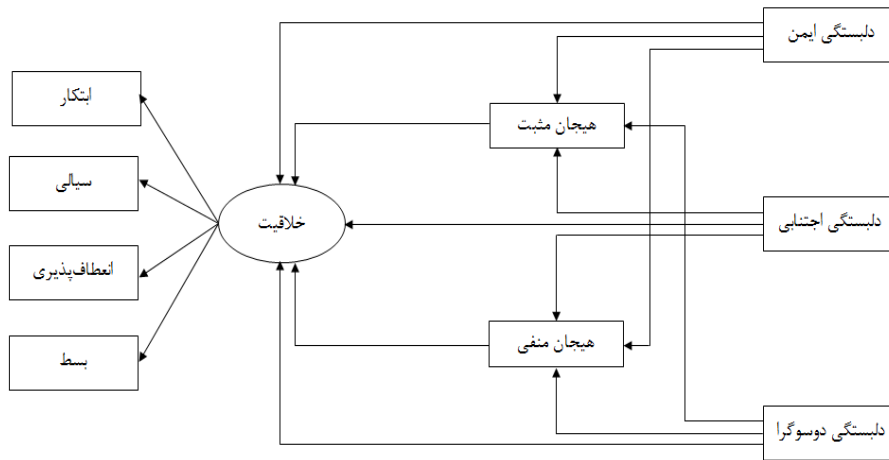 دلبستگی ایمن
دلبستگی اجتنابی
دلبستگی دوسوگرا
هیجان مثبت
هیجان منفی
خلاقیت
ابتکار
سیالی
انعطاف‌پذیری
بسط